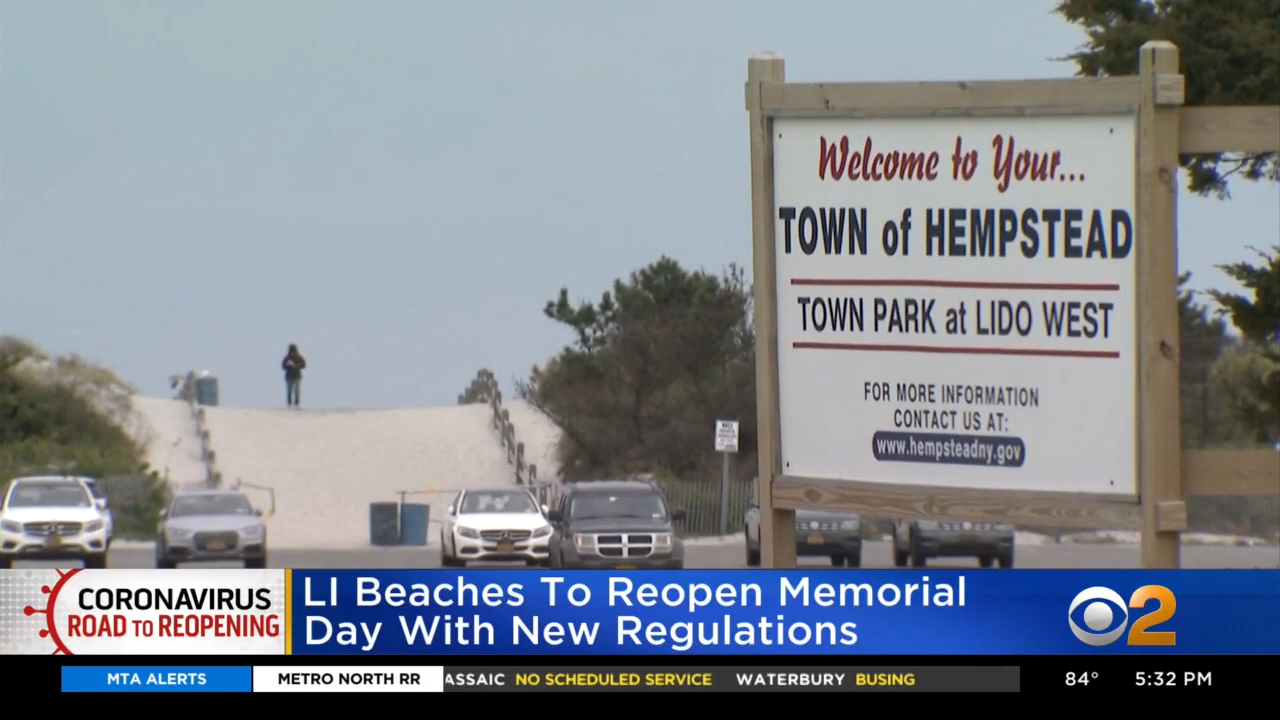 Welcome to Your...
TOWN of HEMPSTEAD
TOWN PARK at LIDO WEST
FOR MORE INFORMATION
CONTACT US AT:
www.hempsteadny.gov
NO
CORONAVIRUS
ROAD TO REOPENING
LI Beaches To Reopen Memorial
Day With New Regulations
2
MTA ALERTS METRO NORTH RR ASSAIC NO SCHEDULED SERVICE WATERBURY BUSING 84° 5:32 PM